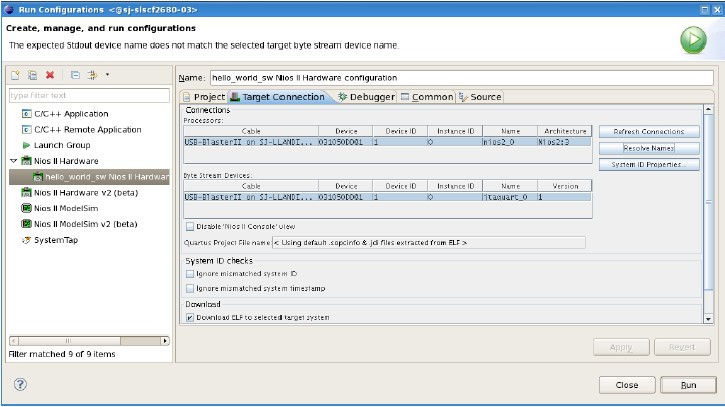 Run Configurations <@sj-slscf2680-03>
Create, manage, and run configurations
The expected Stdout device name does not match the selected target byte stream device name.
type filter text
C/C++ Application
C/C++ Remote Application
Launch Group
Nios II Hardware
hello_world_sw Nios II Hardwar
Nios II Hardware v2 (beta)
Nios II ModelSim
Nios II ModelSim v2 (beta)
SystemTap
Filter matched 9 of 9 items
Name: hello_world_sw Nios II Hardware configuration
Project Target Connection Debugger Common Source
Connections
Processors:
Cable Device Device ID Instance ID Name Architecture
USB-BlasterII on SJ-LLANDI... 1 0 nios2_0 Nios2:3
Refresh Connections
Resolve Names
System ID Properties...
Byte Stream Devices:
Cable Device Device ID Instance ID Name Version
USB-BlasterII on SJ-LLANDI... 1 0 jtaguart_0 1
Disable 'Nios II Console' view
Quartus Project File name: < Using default .sopcinfo & .jdi files extracted from ELF >
System ID checks
Ignore mismatched system ID
Ignore mismatched system timestamp
Download
Download ELF to selected target system
Apply Revert
? Close Run